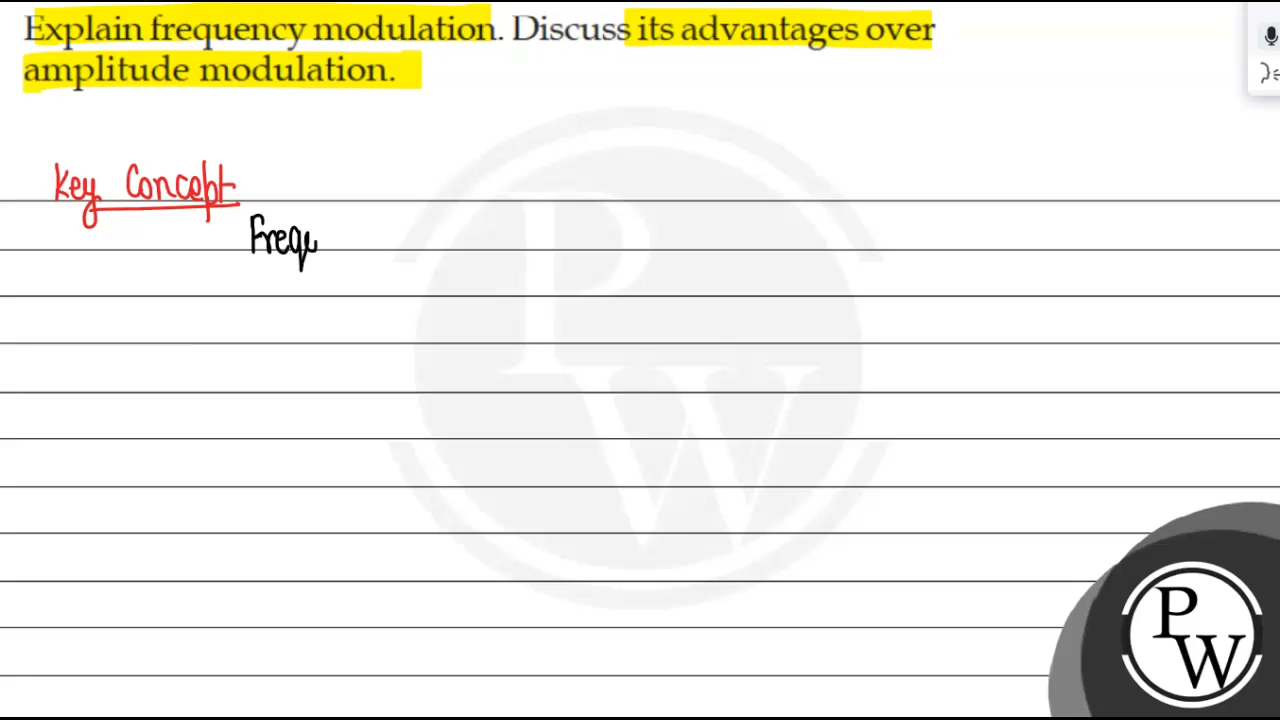 Explain frequency modulation. Discuss its advantages over
amplitude modulation.
Key Concept
Frequ
P
W
P
W